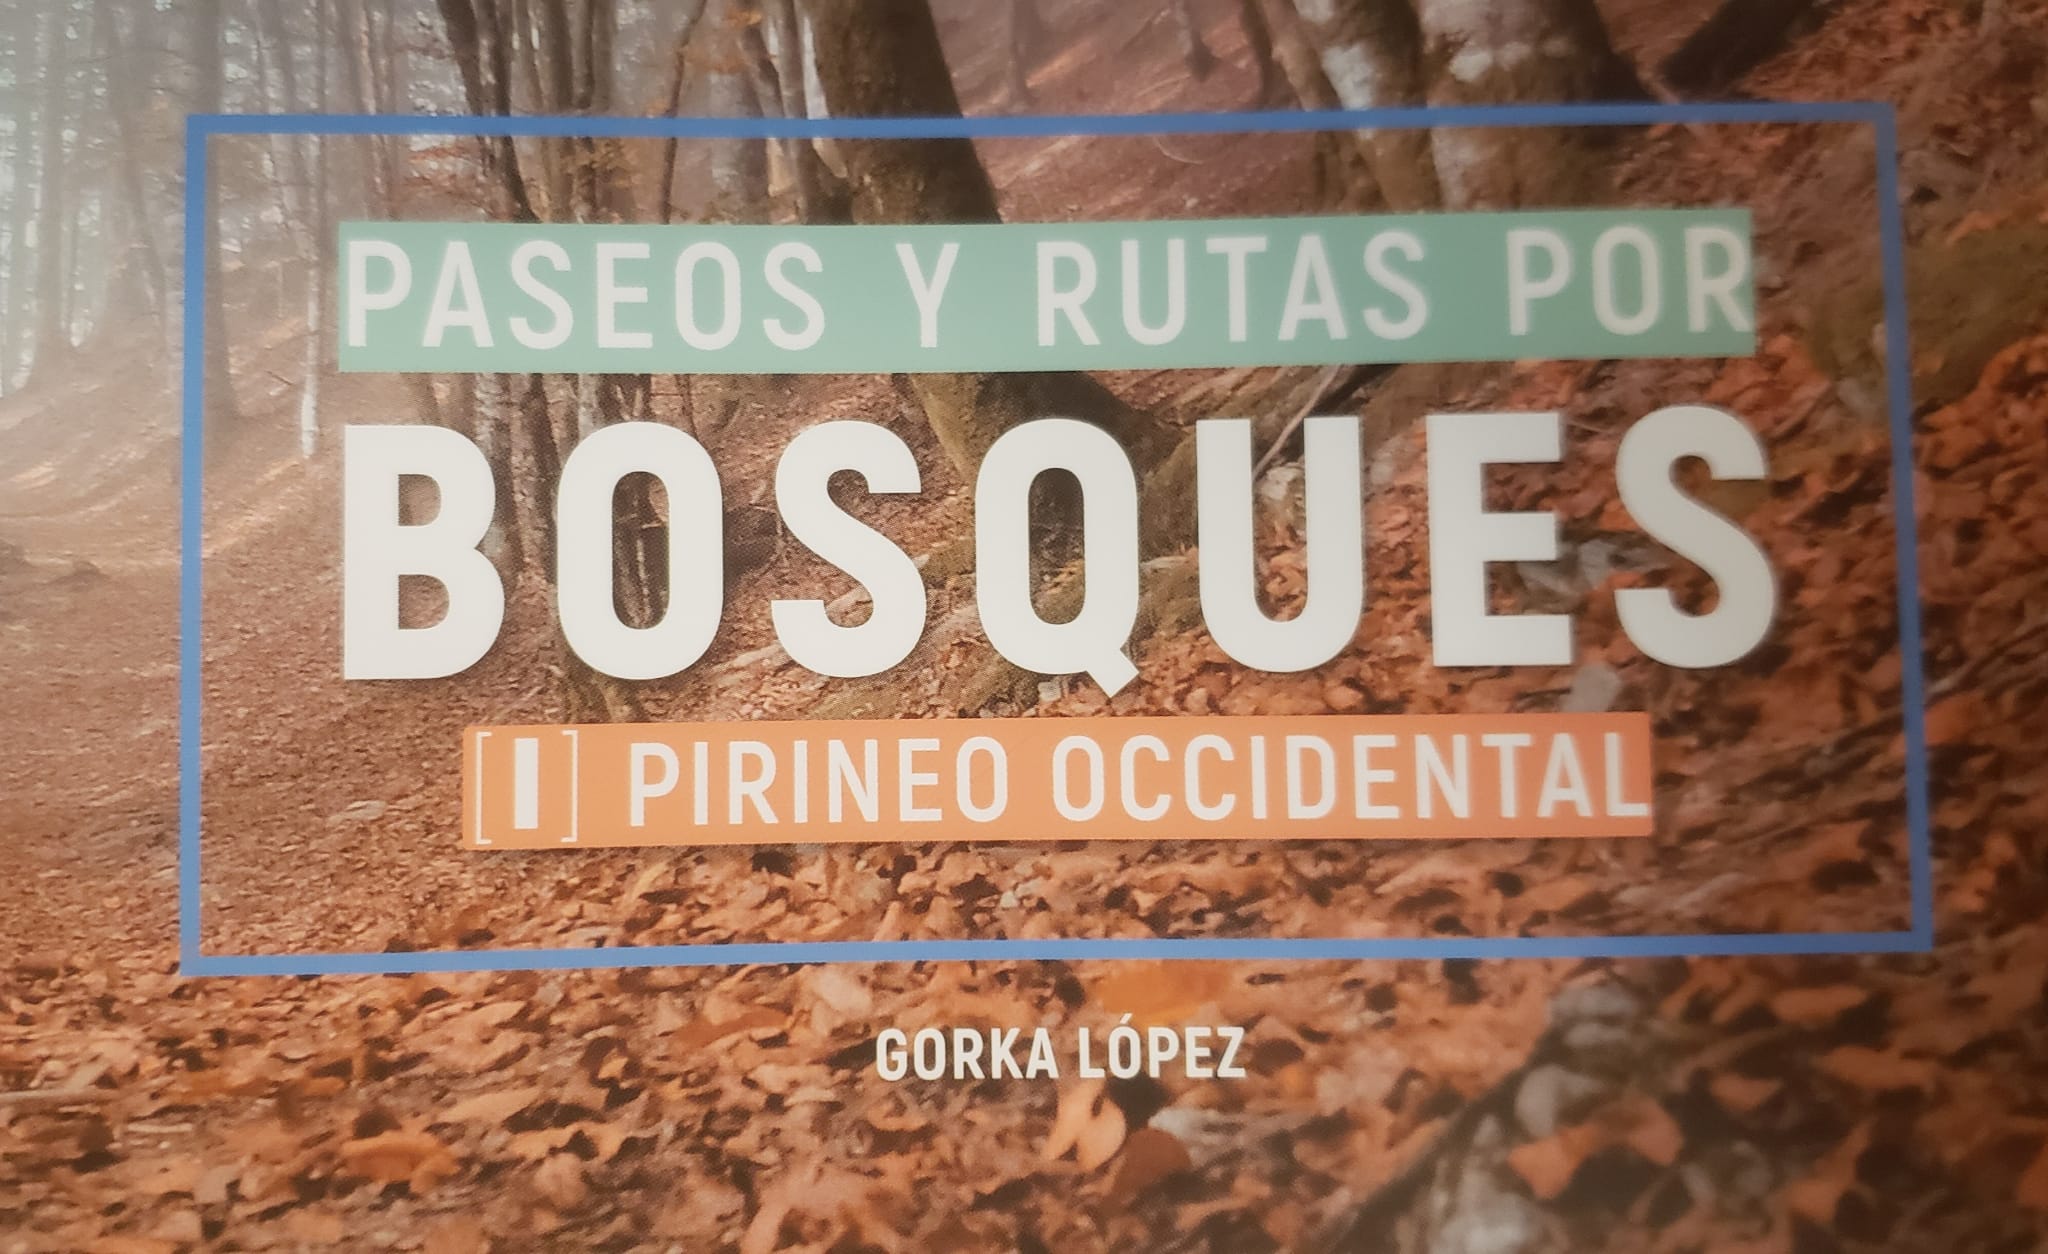 PASEOS Y RUTAS POR
BOSQUES
[I] PIRINEO OCCIDENTAL
GORKA LÓPEZ